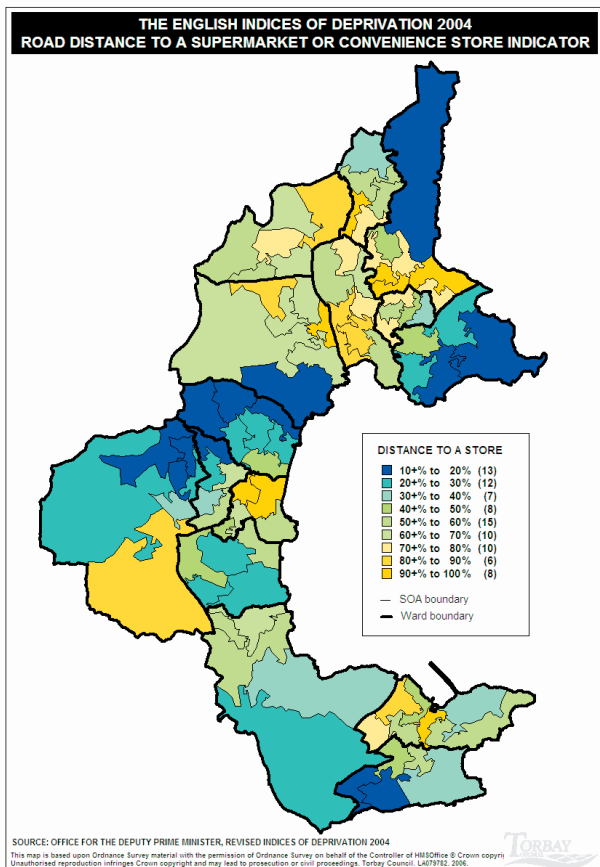 THE ENGLISH INDICES OF DEPRIVATION 2004
ROAD DISTANCE TO A SUPERMARKET OR CONVENIENCE STORE INDICATOR
DISTANCE TO A STORE
10+% to 20% (13)
20+% to 30% (12)
30+% to 40% (7)
40+% to 50% (8)
50+% to 60% (15)
60+% to 70% (10)
70+% to 80% (10)
80+% to 90% (6)
90+% to 100% (8)
SOA boundary
Ward boundary
SOURCE: OFFICE FOR THE DEPUTY PRIME MINISTER, REVISED INDICES OF DEPRIVATION 2004
This map is based upon Ordnance Survey material with the permission of Ordnance Survey on behalf of the Controller of HMSOffice © Crown copyri
Unauthorised reproduction infringes Crown copyright and may lead to prosecution or civil proceedings. Torbay Council. LA079782. 2006.
TORBAY